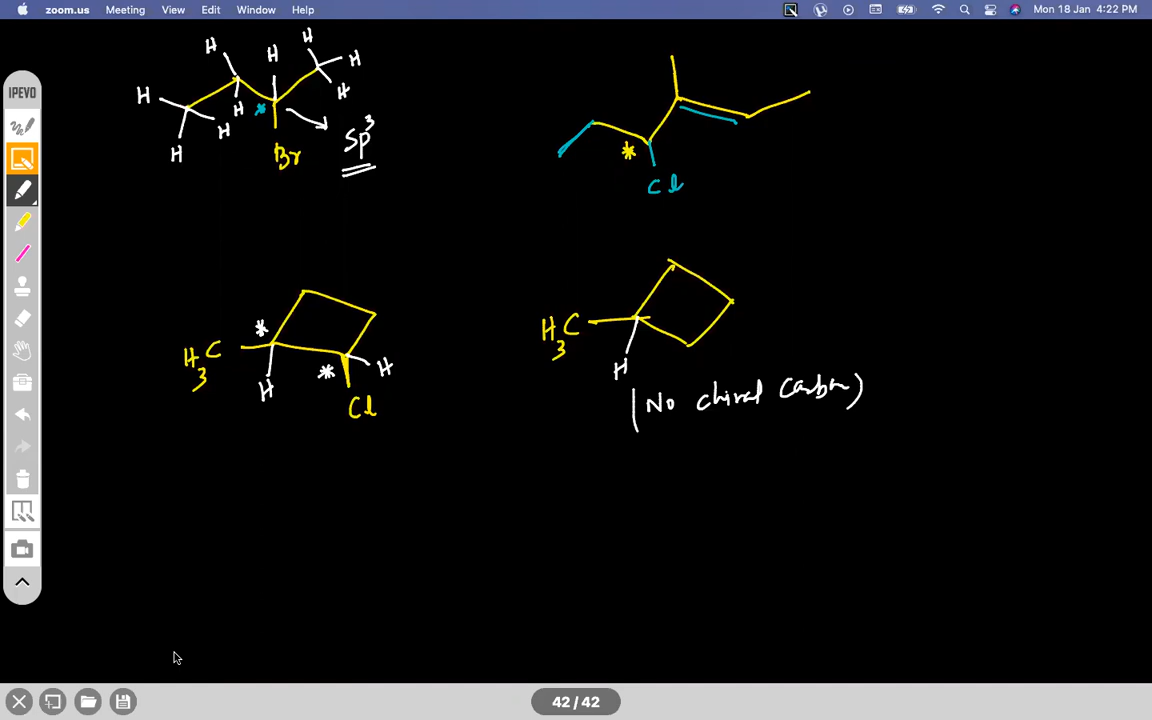 zoom.us Meeting View Edit Window Help Mon 18 Jan 4:22 PM
IPEVO
H H H
H H H
H H H
H
Sp³
Br
* Cl
*
H₃C * H
H Cl
*
H₃C
H
(No chiral carbon)
42 / 42